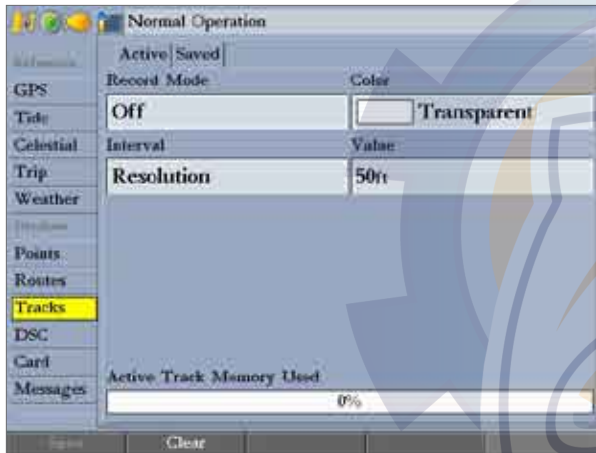 Normal Operation
Active Saved
Record Mode
Color
Off
Transparent
Interval
Value
Resolution
50ft
GPS
Tide
Celestial
Trip
Weather
Points
Routes
Tracks
DSC
Card
Messages
Active Track Memory Used
0%
Clear